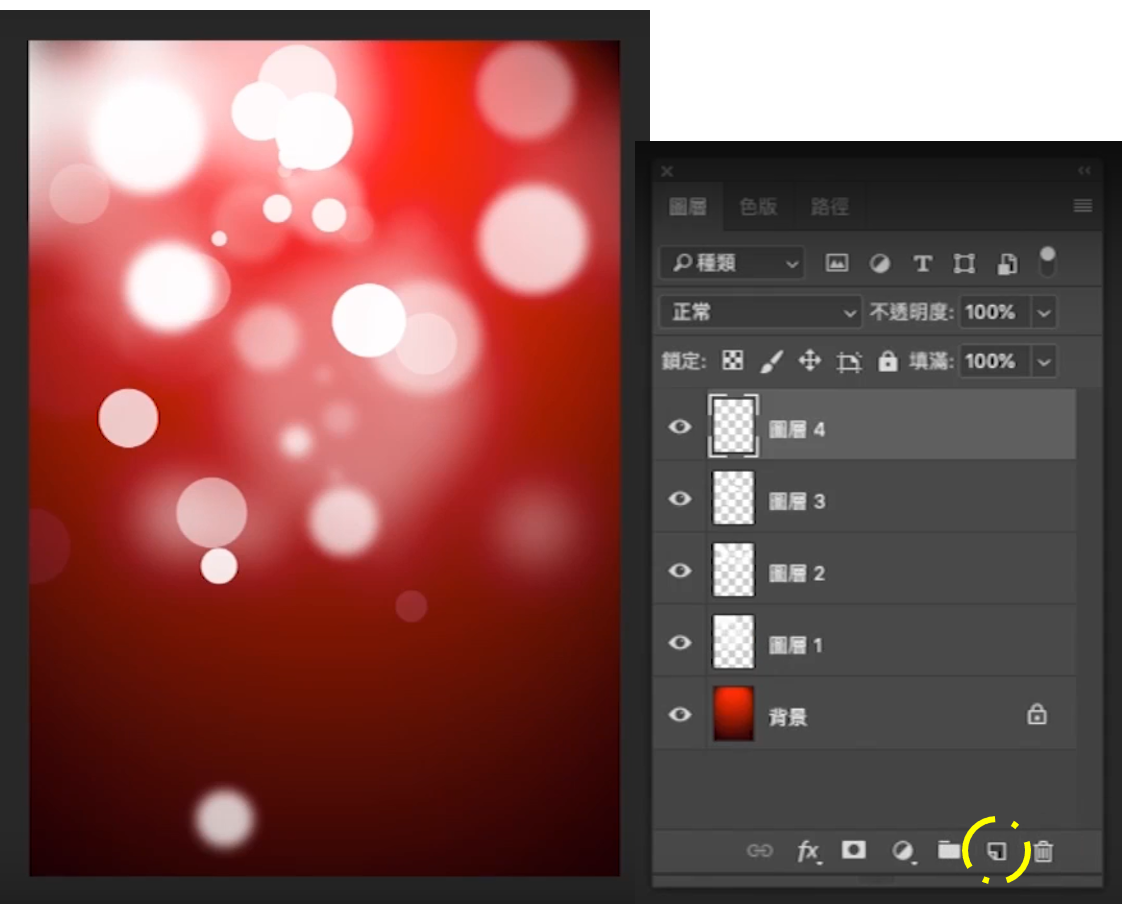 圖層 色版 路徑
種類 T
正常 不透明度: 100%
鎖定: 填滿: 100%
圖層 4
圖層 3
圖層 2
圖層 1
背景
fx